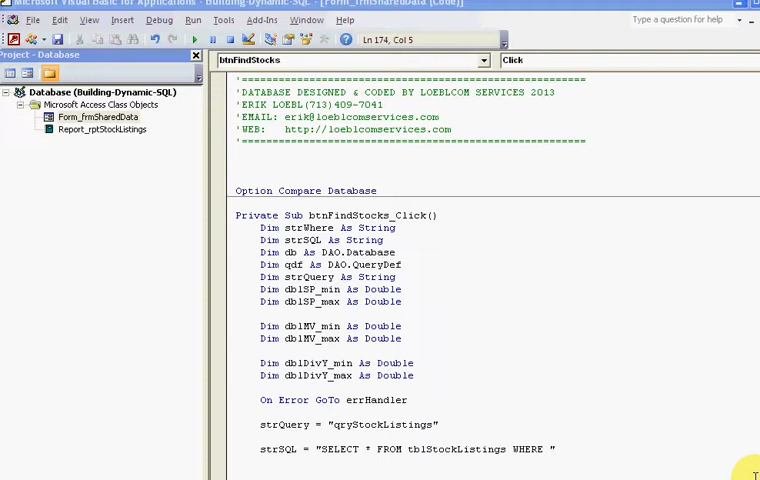 Microsoft Visual Basic for Applications - Building-Dynamic-SQL - [Form_frmSharedData (Code)]
File Edit View Insert Debug Run Tools Add-Ins Window Help
Type a question for help
Ln 174, Col 5
Project - Database
btnFindStocks
Click
Database (Building-Dynamic-SQL)
Microsoft Access Class Objects
Form_frmSharedData
Report_rptStockListings
'=========================================================
'DATABASE DESIGNED & CODED BY LOEBLCOM SERVICES 2013
'ERIK LOEBL(713)409-7041
'EMAIL: erik@loeblcomservices.com
'WEB: http://loeblcomservices.com
'=========================================================
Option Compare Database
Private Sub btnFindStocks_Click()
Dim strWhere As String
Dim strSQL As String
Dim db As DAO.Database
Dim qdf As DAO.QueryDef
Dim strQuery As String
Dim dblSP_min As Double
Dim dblSP_max As Double
Dim dblMV_min As Double
Dim dblMV_max As Double
Dim dblDivY_min As Double
Dim dblDivY_max As Double
On Error GoTo errHandler
strQuery = "qryStockListings"
strSQL = "SELECT * FROM tblStockListings WHERE "